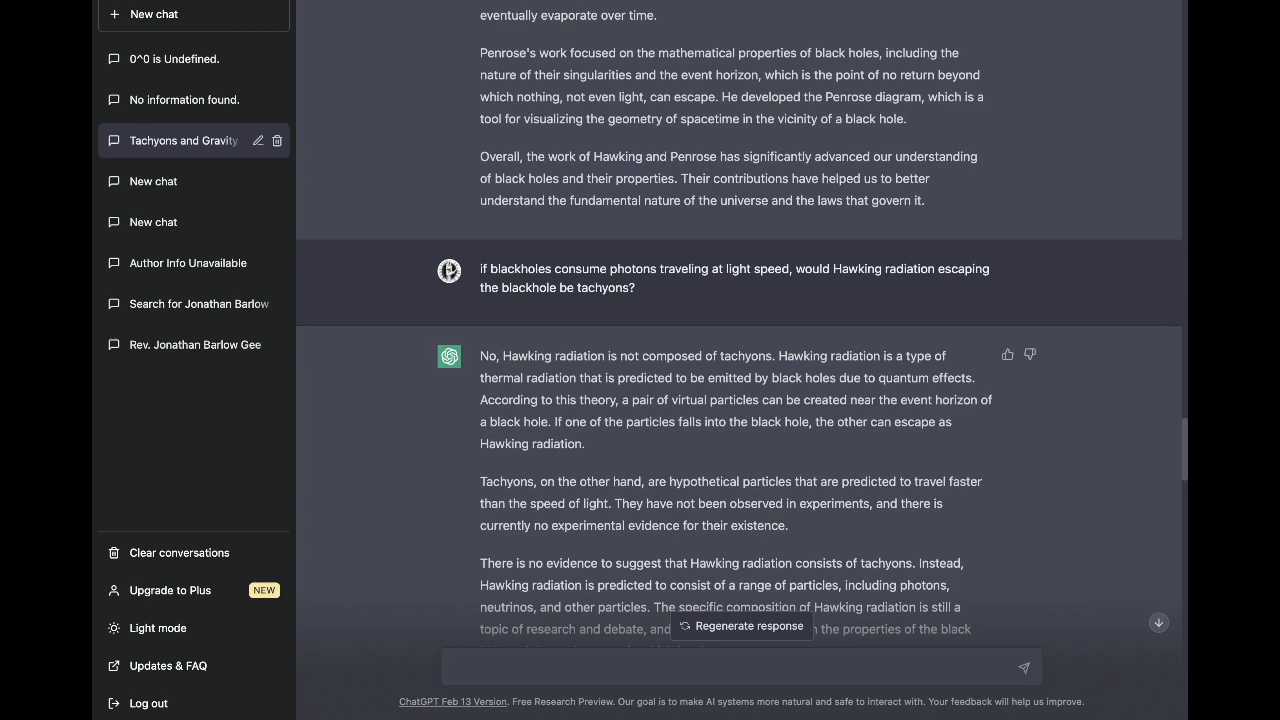 New chat
0^0 is Undefined.
No information found.
Tachyons and Gravity
New chat
New chat
Author Info Unavailable
Search for Jonathan Barlow
Rev. Jonathan Barlow Gee
Clear conversations
Upgrade to Plus NEW
Light mode
Updates & FAQ
Log out
eventually evaporate over time.
Penrose's work focused on the mathematical properties of black holes, including the
nature of their singularities and the event horizon, which is the point of no return beyond
which nothing, not even light, can escape. He developed the Penrose diagram, which is a
tool for visualizing the geometry of spacetime in the vicinity of a black hole.
Overall, the work of Hawking and Penrose has significantly advanced our understanding
of black holes and their properties. Their contributions have helped us to better
understand the fundamental nature of the universe and the laws that govern it.
if blackholes consume photons traveling at light speed, would Hawking radiation escaping
the blackhole be tachyons?
No, Hawking radiation is not composed of tachyons. Hawking radiation is a type of
thermal radiation that is predicted to be emitted by black holes due to quantum effects.
According to this theory, a pair of virtual particles can be created near the event horizon of
a black hole. If one of the particles falls into the black hole, the other can escape as
Hawking radiation.
Tachyons, on the other hand, are hypothetical particles that are predicted to travel faster
than the speed of light. They have not been observed in experiments, and there is
currently no experimental evidence for their existence.
There is no evidence to suggest that Hawking radiation consists of tachyons. Instead,
Hawking radiation is predicted to consist of a range of particles, including photons,
neutrinos, and other particles. The specific composition of Hawking radiation is still a
topic of research and debate, and n the properties of the black
Regenerate response
ChatGPT Feb 13 Version. Free Research Preview. Our goal is to make AI systems more natural and safe to interact with. Your feedback will help us improve.